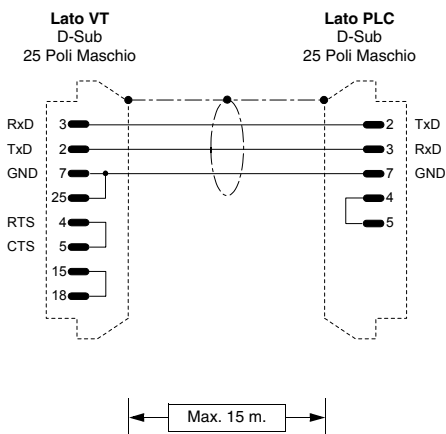 Lato VT
D-Sub
25 Poli Maschio
Lato PLC
D-Sub
25 Poli Maschio
RxD 3
TxD 2
GND 7
25
RTS 4
CTS 5
15
18
2 TxD
3 RxD
7 GND
4
5
Max. 15 m.